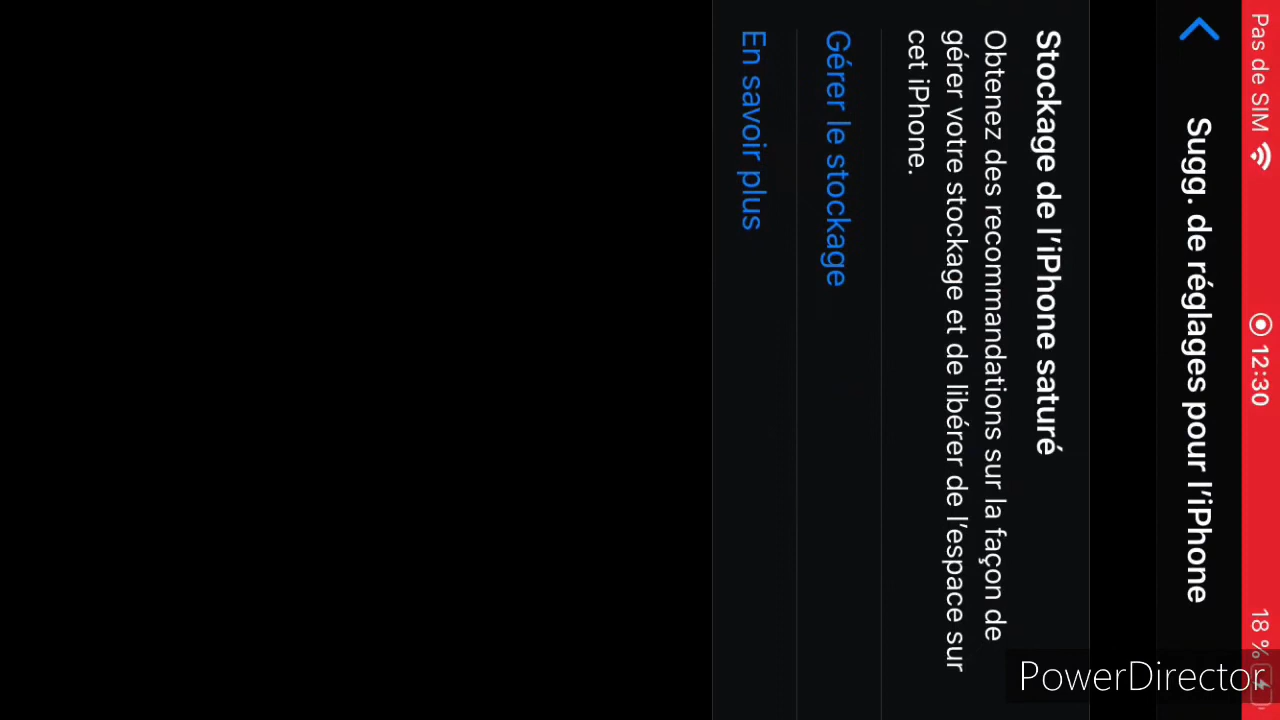 Pas de SIM 12:30 18 %
Sugg. de réglages pour l'iPhone
Stockage de l'iPhone saturé
Obtenez des recommandations sur la façon de
gérer votre stockage et de libérer de l'espace sur
cet iPhone.
Gérer le stockage
En savoir plus
PowerDirector